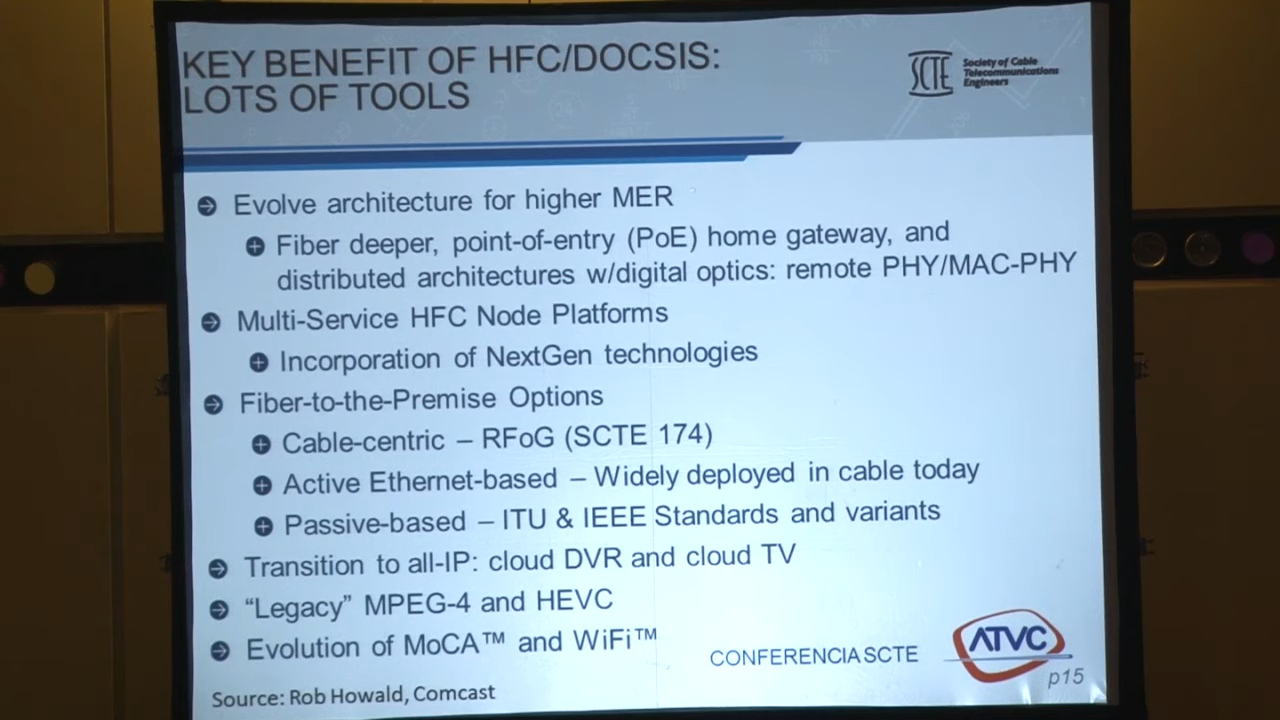 KEY BENEFIT OF HFC/DOCSIS:
LOTS OF TOOLS
SCTE
Society of Cable
Telecommunications
Engineers
Evolve architecture for higher MER
Fiber deeper, point-of-entry (PoE) home gateway, and
distributed architectures w/digital optics: remote PHY/MAC-PHY
Multi-Service HFC Node Platforms
Incorporation of NextGen technologies
Fiber-to-the-Premise Options
Cable-centric – RFoG (SCTE 174)
Active Ethernet-based – Widely deployed in cable today
Passive-based – ITU & IEEE Standards and variants
Transition to all-IP: cloud DVR and cloud TV
“Legacy” MPEG-4 and HEVC
Evolution of MoCA™ and WiFi™
CONFERENCIA SCTE
ATVC
p15
Source: Rob Howald, Comcast